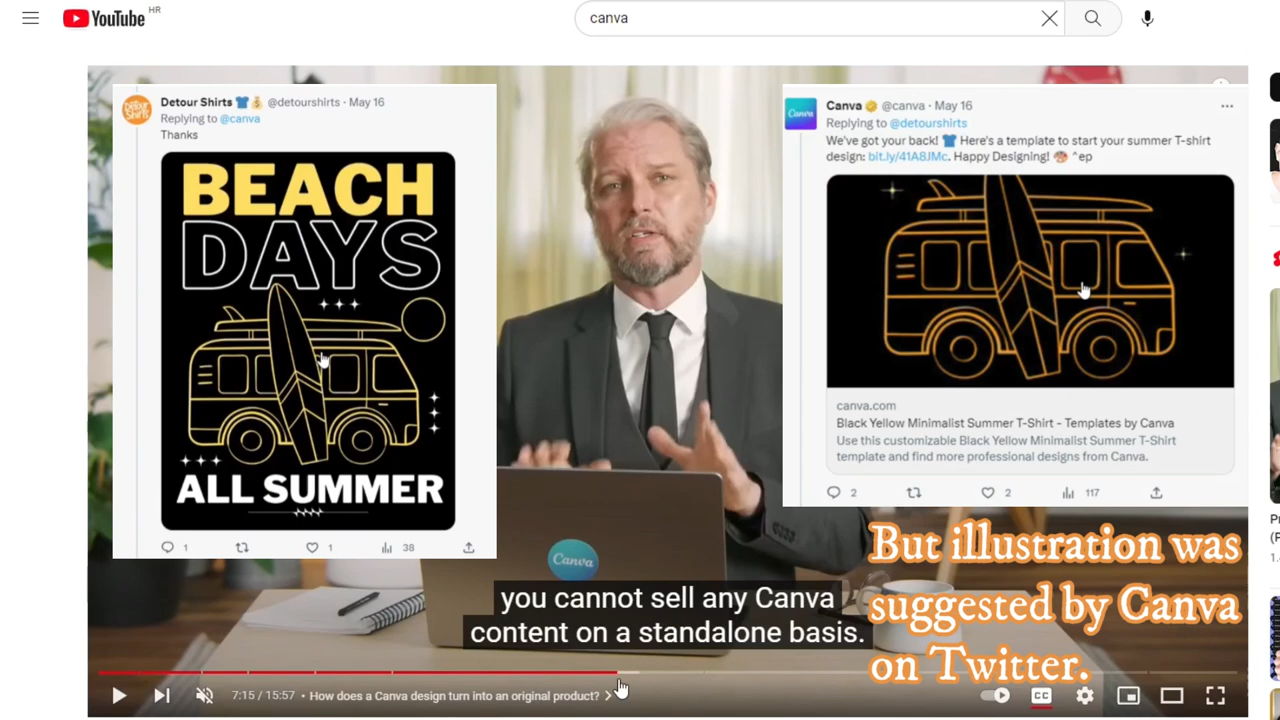 YouTube HR
canva
Detour Shirts @detourshirts · May 16
Replying to @canva
Thanks
BEACH
DAYS
ALL SUMMER
1
1
38
Canva @canva · May 16
Replying to @detourshirts
We've got your back! Here's a template to start your summer T-shirt
design: bit.ly/41A8JMc. Happy Designing! ^ep
canva.com
Black Yellow Minimalist Summer T-Shirt - Templates by Canva
Use this customizable Black Yellow Minimalist Summer T-Shirt
template and find more professional designs from Canva.
2
2
117
Canva
Canva
you cannot sell any Canva
content on a standalone basis.
But illustration was
suggested by Canva
on Twitter.
7:15 / 15:57 • How does a Canva design turn into an original product?
CC